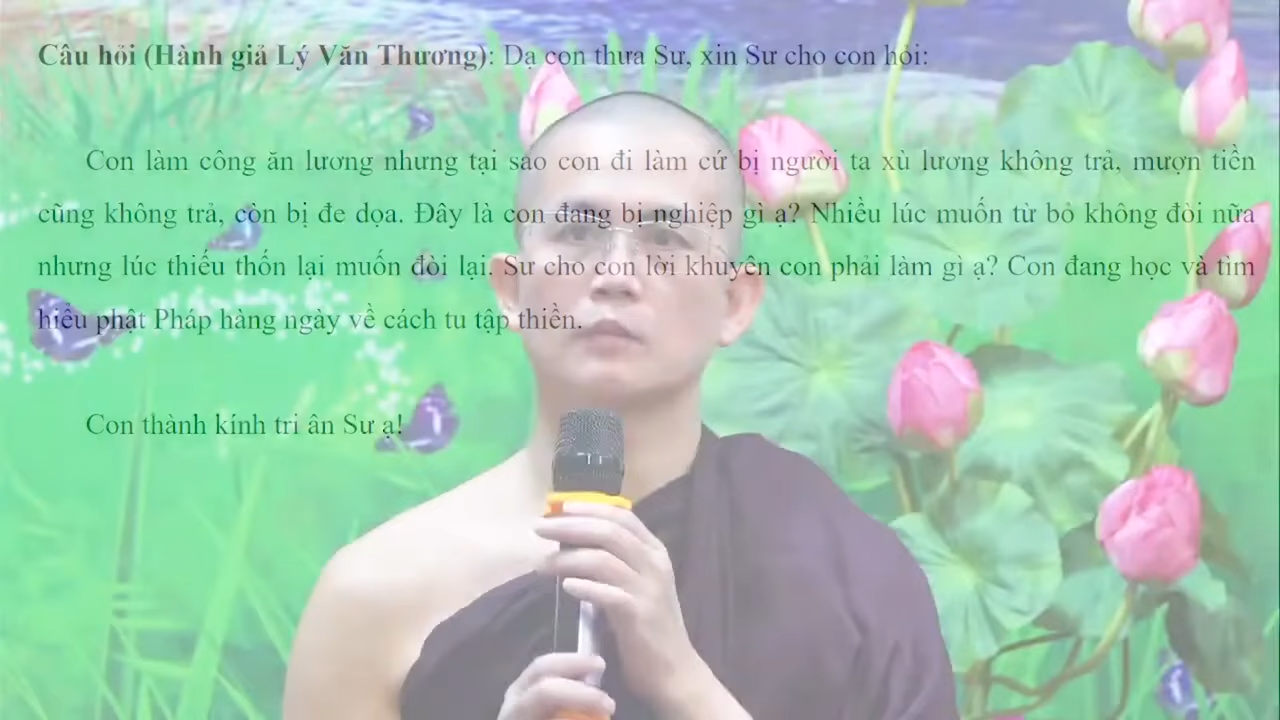 Câu hỏi (Hành giả Lý Văn Thương): Dạ con thưa Sư, xin Sư cho con hỏi:
Con làm công ăn lương nhưng tại sao con đi làm cứ bị người ta xù lương không trả, mượn tiền
cũng không trả, còn bị đe dọa. Đây là con đang bị nghiệp gì ạ? Nhiều lúc muốn từ bỏ không đòi nữa
nhưng lúc thiếu thốn lại muốn đòi lại. Sư cho con lời khuyên con phải làm gì ạ? Con đang học và tìm
hiểu phật Pháp hàng ngày về cách tu tập thiền.
Con thành kính tri ân Sư ạ!